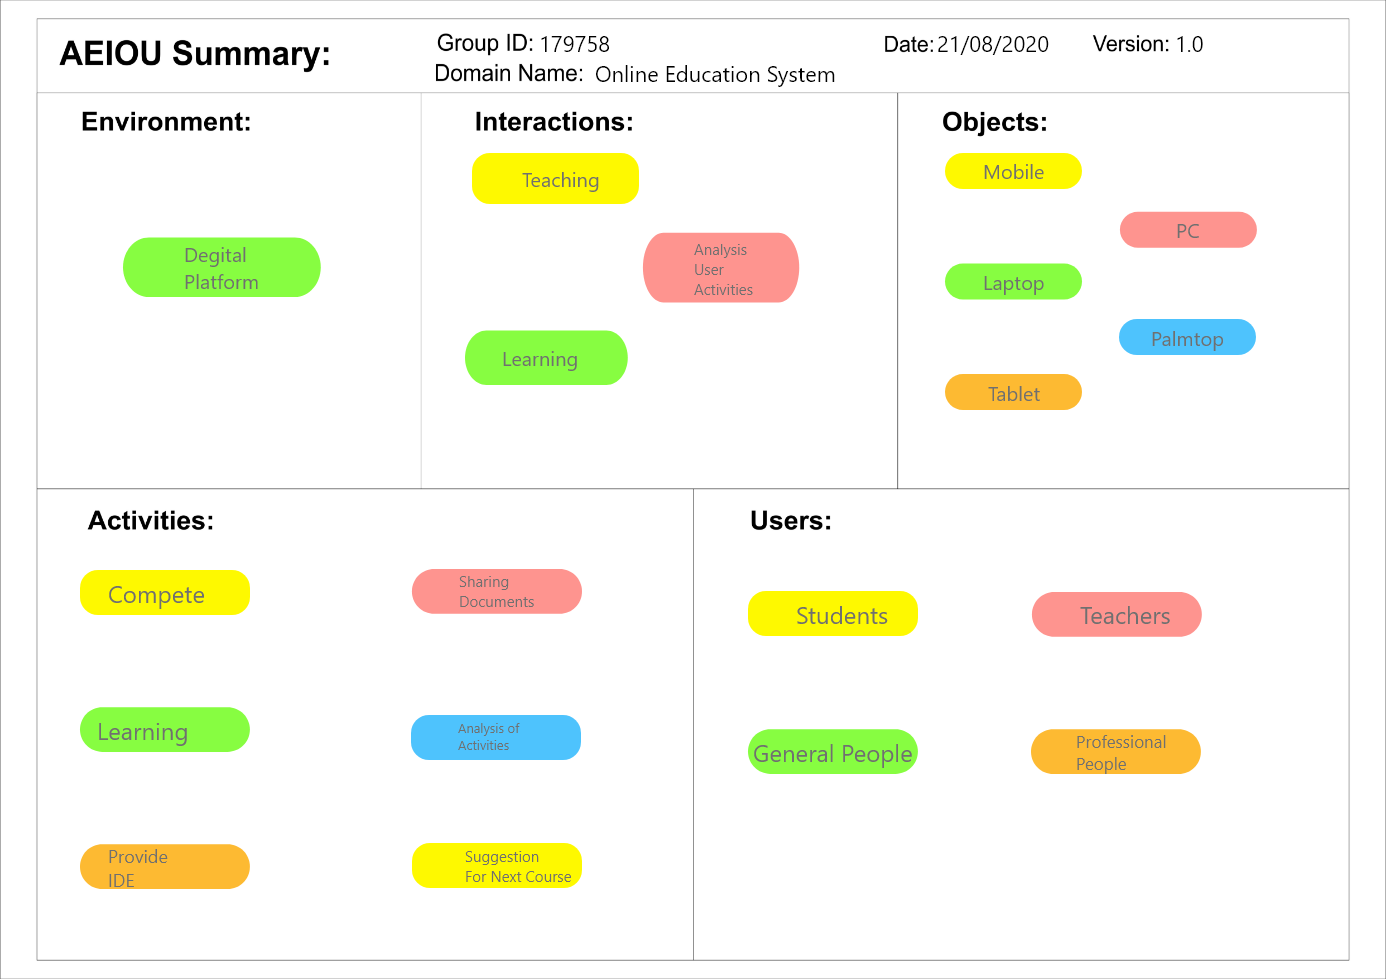 AEIOU Summary:
Group ID: 179758
Date: 21/08/2020
Version: 1.0
Domain Name: Online Education System
Environment:
Degital
Platform
Interactions:
Teaching
Analysis
User
Activities
Learning
Objects:
Mobile
PC
Laptop
Palmtop
Tablet
Activities:
Compete
Sharing
Documents
Learning
Analysis of
Activities
Provide
IDE
Suggestion
For Next Course
Users:
Students
Teachers
General People
Professional
People